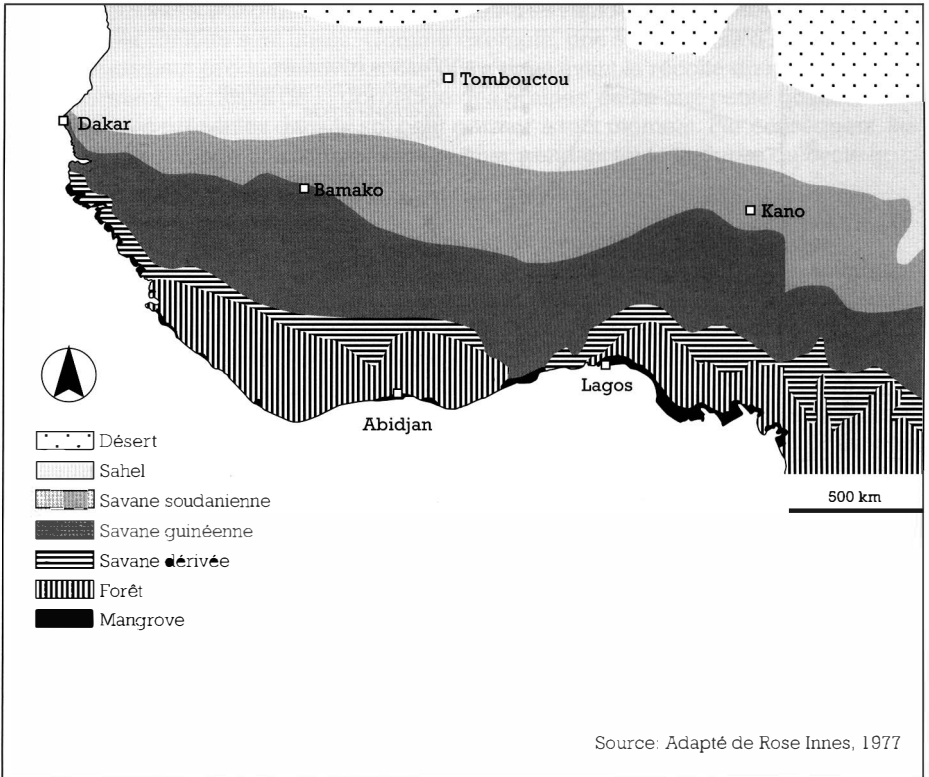 Tombouctou
Dakar
Bamako
Kano
Lagos
Abidjan
Désert
Sahel
Savane soudanienne
500 km
Savane guinéenne
Savane dérivée
Forêt
Mangrove
Source: Adapté de Rose Innes, 1977